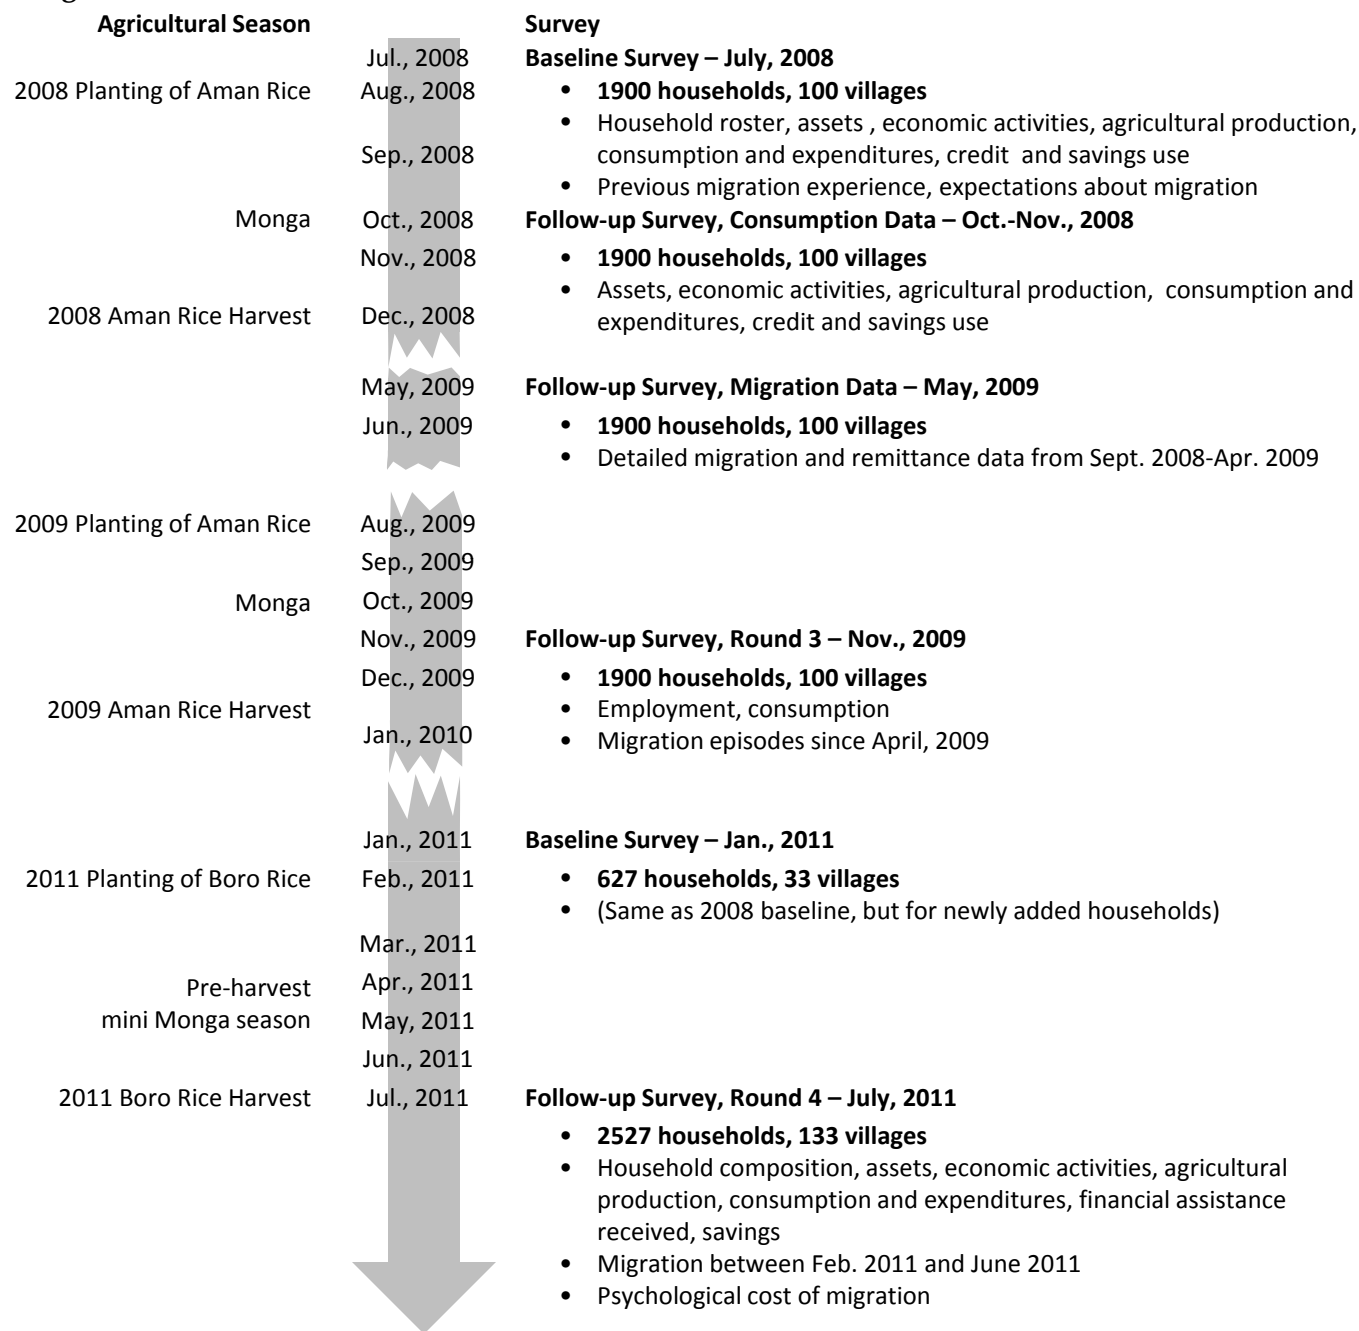 Agricultural Season Survey
Jul., 2008 Baseline Survey – July, 2008
2008 Planting of Aman Rice Aug., 2008 • 1900 households, 100 villages
• Household roster, assets , economic activities, agricultural production,
Sep., 2008 consumption and expenditures, credit and savings use
• Previous migration experience, expectations about migration
Monga Oct., 2008 Follow-up Survey, Consumption Data – Oct.-Nov., 2008
Nov., 2008 • 1900 households, 100 villages
• Assets, economic activities, agricultural production, consumption and
2008 Aman Rice Harvest Dec., 2008 expenditures, credit and savings use
May, 2009 Follow-up Survey, Migration Data – May, 2009
Jun., 2009 • 1900 households, 100 villages
• Detailed migration and remittance data from Sept. 2008-Apr. 2009
2009 Planting of Aman Rice Aug., 2009
Sep., 2009
Monga Oct., 2009
Nov., 2009 Follow-up Survey, Round 3 – Nov., 2009
Dec., 2009 • 1900 households, 100 villages
2009 Aman Rice Harvest • Employment, consumption
Jan., 2010 • Migration episodes since April, 2009
Jan., 2011 Baseline Survey – Jan., 2011
2011 Planting of Boro Rice Feb., 2011 • 627 households, 33 villages
• (Same as 2008 baseline, but for newly added households)
Mar., 2011
Pre-harvest Apr., 2011
mini Monga season May, 2011
Jun., 2011
2011 Boro Rice Harvest Jul., 2011 Follow-up Survey, Round 4 – July, 2011
• 2527 households, 133 villages
• Household composition, assets, economic activities, agricultural
production, consumption and expenditures, financial assistance
received, savings
• Migration between Feb. 2011 and June 2011
• Psychological cost of migration